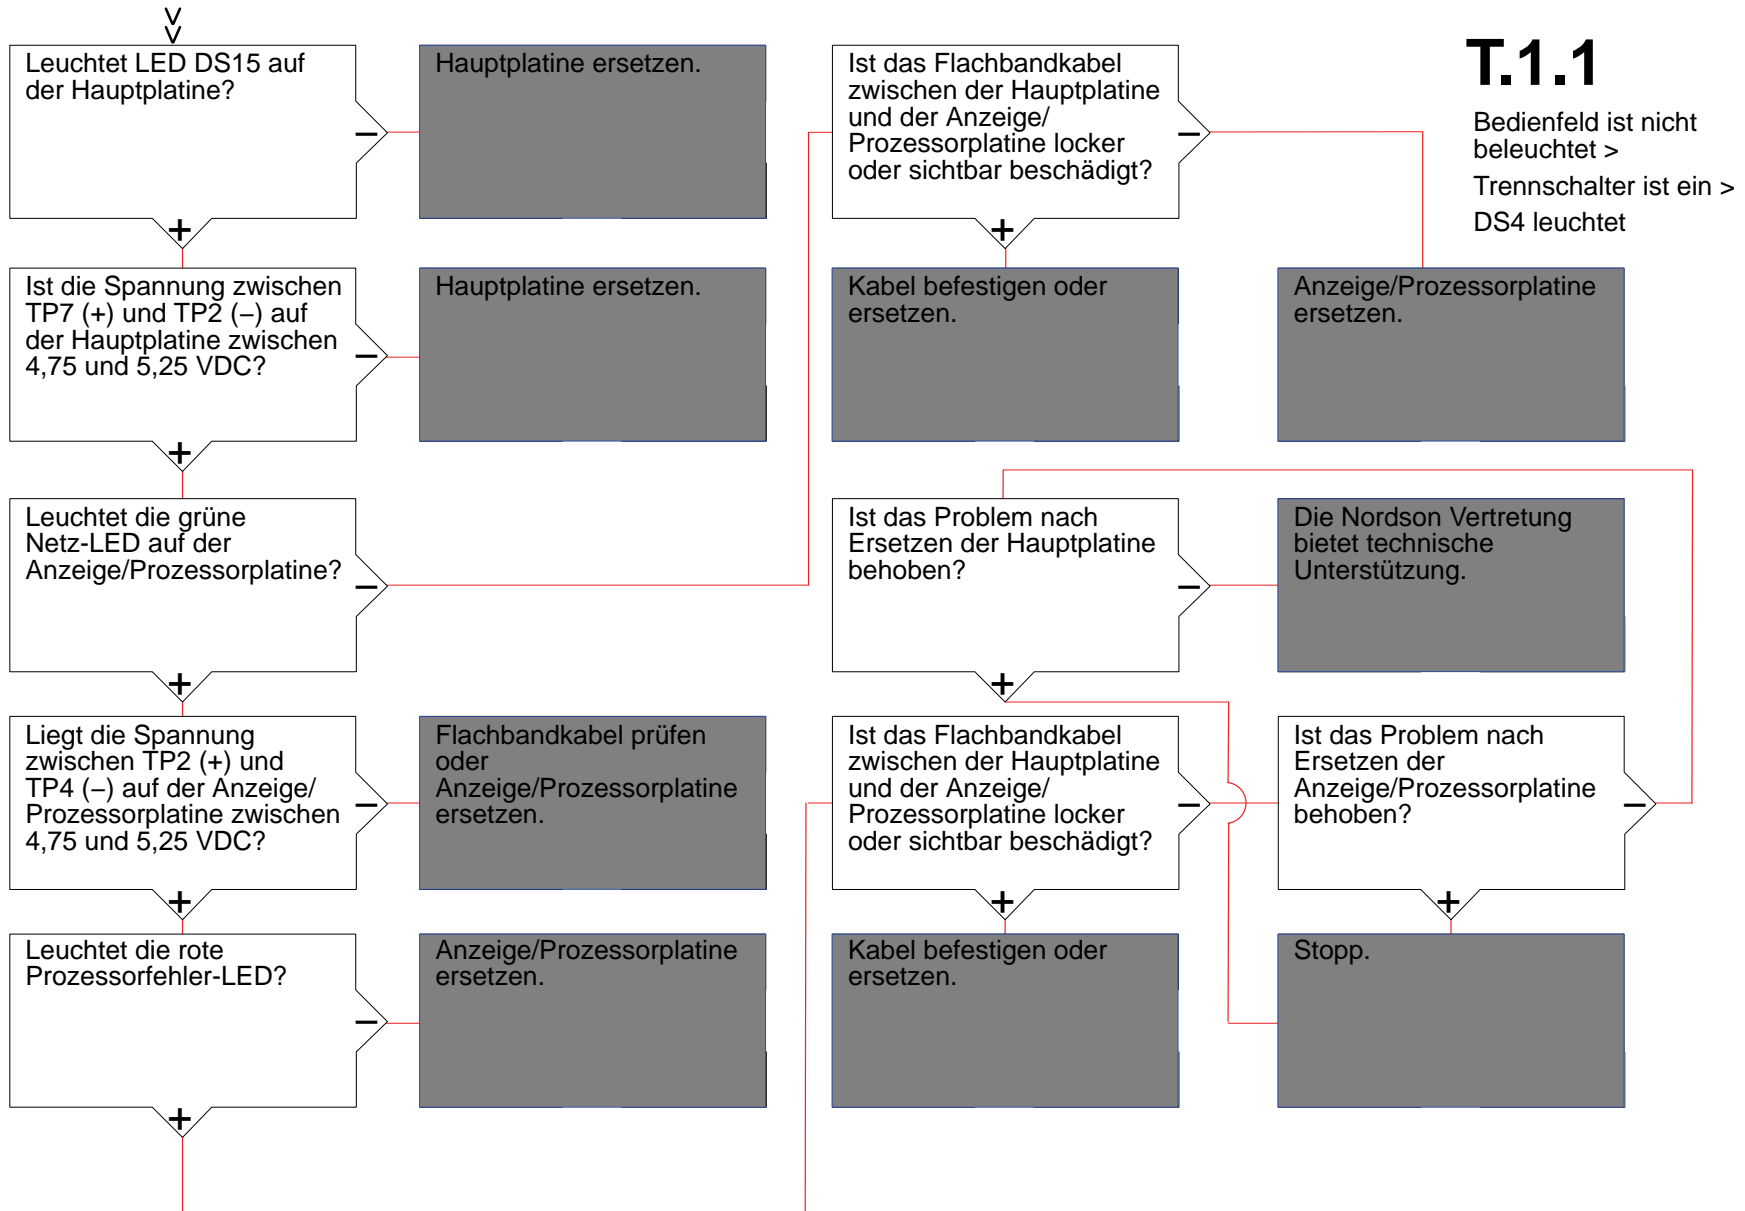 T.1.1
Bedienfeld ist nicht
beleuchtet >
Trennschalter ist ein >
DS4 leuchtet
Leuchtet LED DS15 auf
der Hauptplatine?
–
+
Hauptplatine ersetzen.
Ist die Spannung zwischen
TP7 (+) und TP2 (–) auf
der Hauptplatine zwischen
4,75 und 5,25 VDC?
–
+
Hauptplatine ersetzen.
Leuchtet die grüne
Netz-LED auf der
Anzeige/Prozessorplatine?
–
+
Liegt die Spannung
zwischen TP2 (+) und
TP4 (–) auf der Anzeige/
Prozessorplatine zwischen
4,75 und 5,25 VDC?
–
+
Flachbandkabel prüfen
oder
Anzeige/Prozessorplatine
ersetzen.
Leuchtet die rote
Prozessorfehler-LED?
–
+
Anzeige/Prozessorplatine
ersetzen.
Ist das Flachbandkabel
zwischen der Hauptplatine
und der Anzeige/
Prozessorplatine locker
oder sichtbar beschädigt?
–
+
Kabel befestigen oder
ersetzen.
Anzeige/Prozessorplatine
ersetzen.
Ist das Problem nach
Ersetzen der Hauptplatine
behoben?
–
+
Die Nordson Vertretung
bietet technische
Unterstützung.
Ist das Flachbandkabel
zwischen der Hauptplatine
und der Anzeige/
Prozessorplatine locker
oder sichtbar beschädigt?
–
+
Ist das Problem nach
Ersetzen der
Anzeige/Prozessorplatine
behoben?
–
+
Kabel befestigen oder
ersetzen.
Stopp.